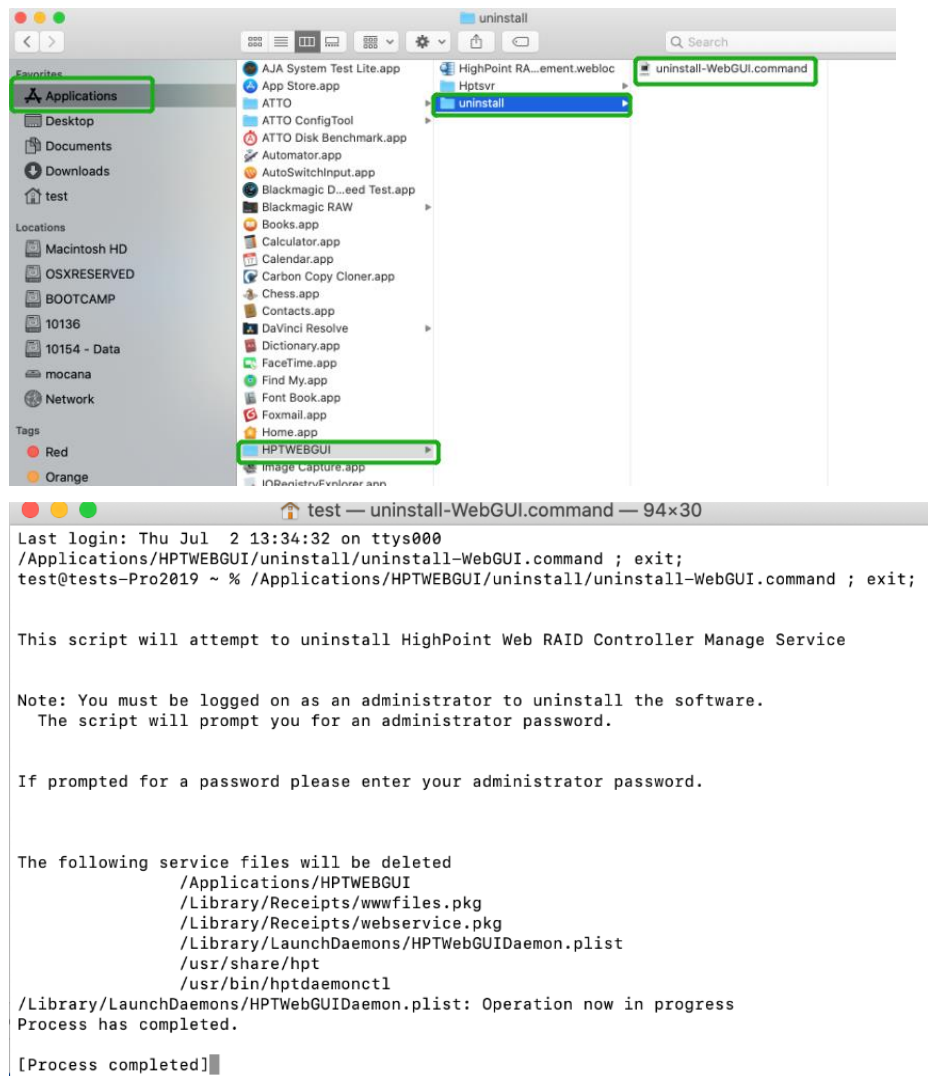 uninstall
Search
Favorites
Applications
Desktop
Documents
Downloads
test
Locations
Macintosh HD
OSXRESERVED
BOOTCAMP
10136
10154 - Data
mocana
Network
Tags
Red
Orange
AJA System Test Lite.app
App Store.app
ATTO
ATTO ConfigTool
ATTO Disk Benchmark.app
Automator.app
AutoSwitchInput.app
Blackmagic D...eed Test.app
Blackmagic RAW
Books.app
Calculator.app
Calendar.app
Carbon Copy Cloner.app
Chess.app
Contacts.app
DaVinci Resolve
Dictionary.app
FaceTime.app
Find My.app
Font Book.app
Foxmail.app
Home.app
HPTWEBGUI
Image Capture.app
IORegistryExplorer.app
HighPoint RA...ement.webloc
Hptsvr
uninstall
uninstall-WebGUI.command
test — uninstall-WebGUI.command — 94×30
Last login: Thu Jul  2 13:34:32 on ttys000
/Applications/HPTWEBGUI/uninstall/uninstall-WebGUI.command ; exit;
test@tests-Pro2019 ~ % /Applications/HPTWEBGUI/uninstall/uninstall-WebGUI.command ; exit;
This script will attempt to uninstall HighPoint Web RAID Controller Manage Service
Note: You must be logged on as an administrator to uninstall the software.
The script will prompt you for an administrator password.
If prompted for a password please enter your administrator password.
The following service files will be deleted
/Applications/HPTWEBGUI
/Library/Receipts/wwwfiles.pkg
/Library/Receipts/webservice.pkg
/Library/LaunchDaemons/HPTWebGUIDaemon.plist
/usr/share/hpt
/usr/bin/hptdaemonctl
/Library/LaunchDaemons/HPTWebGUIDaemon.plist: Operation now in progress
Process has completed.
[Process completed]